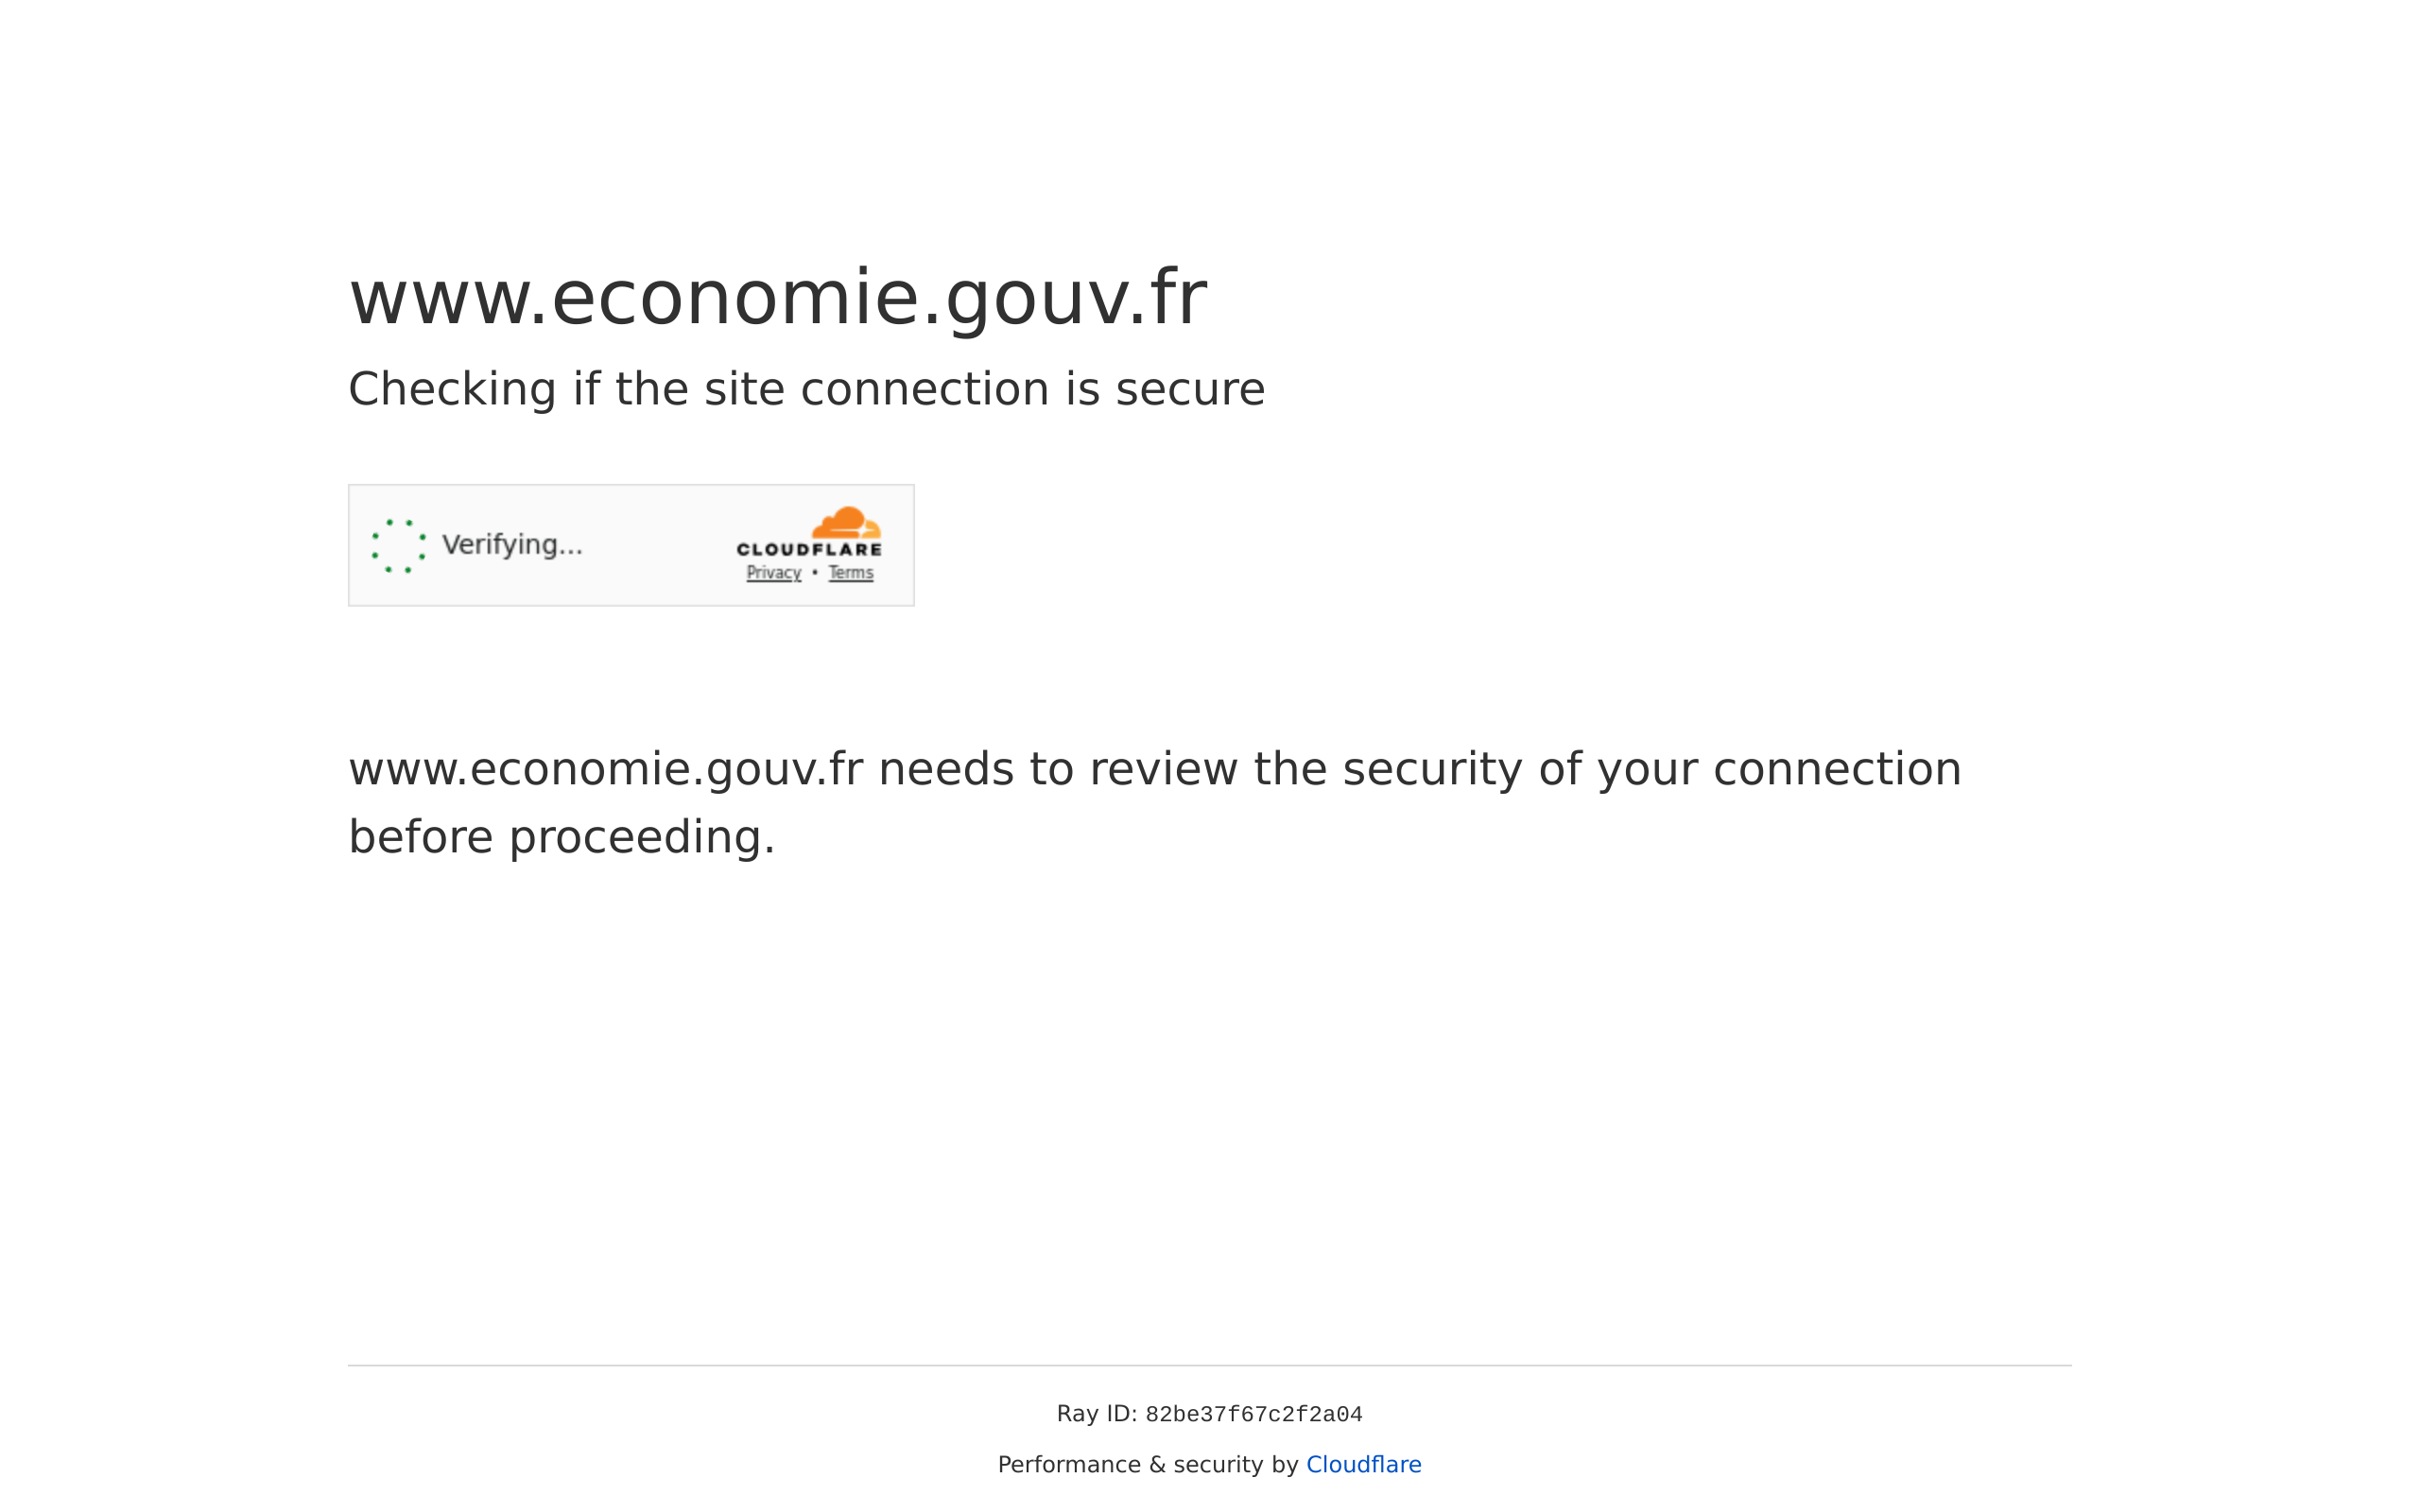 www.economie.gouv.fr
Checking if the site connection is secure
Verifying...
CLOUDFLARE
Privacy • Terms
www.economie.gouv.fr needs to review the security of your connection
before proceeding.
Ray ID: 82be37f67c2f2a04
Performance & security by Cloudflare